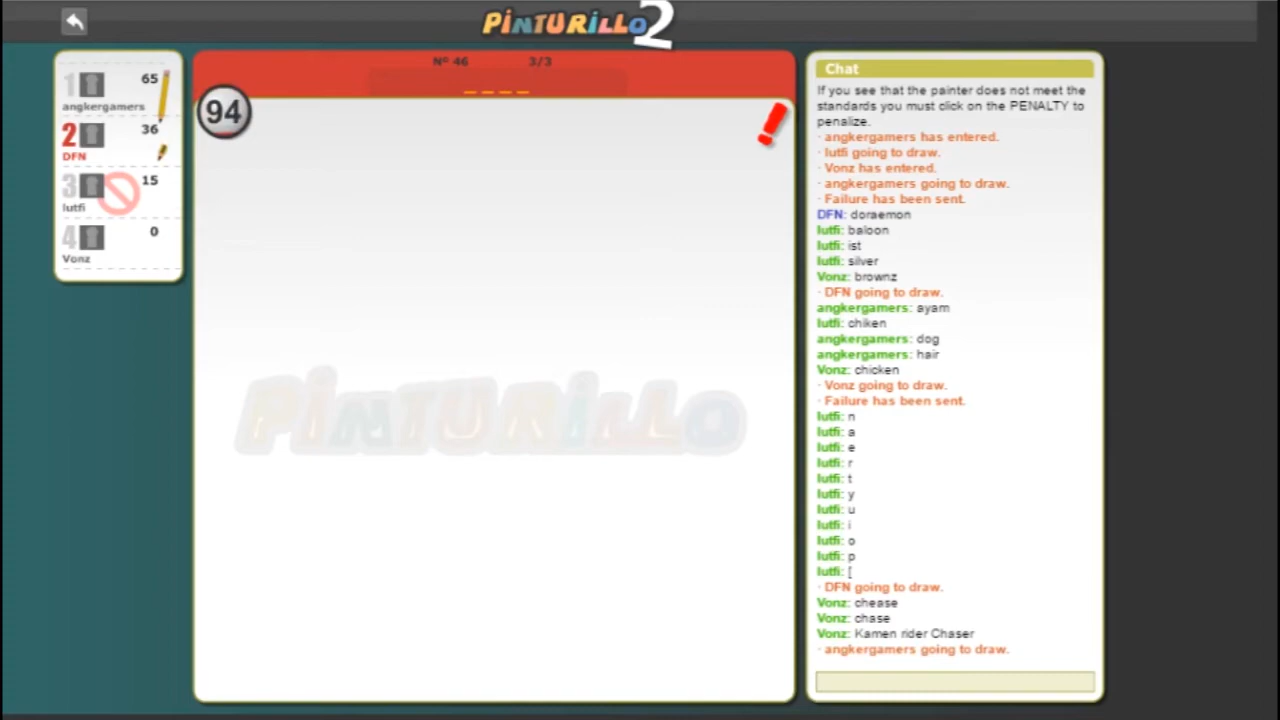 PiNTURiLLO2
1 65
angkergamers
2 36
DFN
3 15
lutfi
4 0
Vonz
Nº 46 3/3
_ _ _ _
94
!
PiNTURiLLO
Chat
If you see that the painter does not meet the
standards you must click on the PENALTY to
penalize.
· angkergamers has entered.
· lutfi going to draw.
· Vonz has entered.
· angkergamers going to draw.
· Failure has been sent.
DFN: doraemon
lutfi: baloon
lutfi: ist
lutfi: silver
Vonz: brownz
· DFN going to draw.
angkergamers: ayam
lutfi: chiken
angkergamers: dog
angkergamers: hair
Vonz: chicken
· Vonz going to draw.
· Failure has been sent.
lutfi: n
lutfi: a
lutfi: e
lutfi: r
lutfi: t
lutfi: y
lutfi: u
lutfi: i
lutfi: o
lutfi: p
lutfi: [
· DFN going to draw.
Vonz: chease
Vonz: chase
Vonz: Kamen rider Chaser
· angkergamers going to draw.